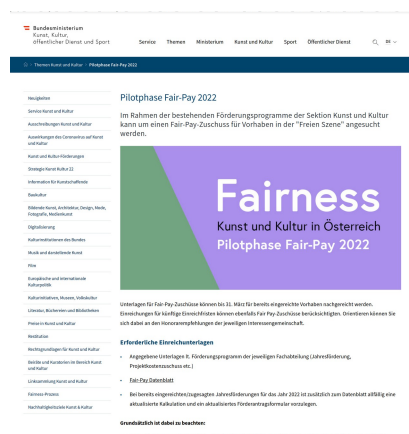 Bundesministerium
Kunst, Kultur,
öffentlicher Dienst und Sport
Service Themen Ministerium Kunst und Kultur Sport Öffentlicher Dienst DE
Themen Kunst und Kultur Pilotphase Fair-Pay 2022
Neuigkeiten
Service Kunst und Kultur
Ausschreibungen Kunst und Kultur
Auswirkungen des Coronavirus auf Kunst
und Kultur
Kunst und Kultur-Förderungen
Strategie Kunst Kultur 22
Information für Kunstschaffende
Baukultur
Bildende Kunst, Architektur, Design, Mode,
Fotografie, Medienkunst
Digitalisierung
Kulturinstitutionen des Bundes
Musik und darstellende Kunst
Film
Europäische und internationale
Kulturpolitik
Kulturinitiativen, Museen, Volkskultur
Literatur, Büchereien und Bibliotheken
Preise in Kunst und Kultur
Restitution
Rechtsgrundlagen für Kunst und Kultur
Beiräte und Kuratorien im Bereich Kunst
und Kultur
Linksammlung Kunst und Kultur
Fairness-Prozess
Nachhaltigkeitsziele Kunst & Kultur
Pilotphase Fair-Pay 2022
Im Rahmen der bestehenden Förderungsprogramme der Sektion Kunst und Kultur
kann um einen Fair-Pay-Zuschuss für Vorhaben in der "Freien Szene" angesucht
werden.
Fairness
Kunst und Kultur in Österreich
Pilotphase Fair-Pay 2022
Unterlagen für Fair-Pay-Zuschüsse können bis 31. März für bereits eingereichte Vorhaben nachgereicht werden.
Einreichungen für künftige Einreichfristen können ebenfalls Fair Pay-Zuschüsse berücksichtigten. Orientieren können Sie
sich dabei an den Honorarempfehlungen der jeweiligen Interessengemeinschaft.
Erforderliche Einreichunterlagen
• Angegebene Unterlagen lt. Förderungsprogramm der jeweiligen Fachabteilung (Jahresförderung,
Projektkostenzuschuss etc.)
• Fair-Pay Datenblatt
• Bei bereits eingereichten/zugesagten Jahresförderungen für das Jahr 2022 ist zusätzlich zum Datenblatt allfällig eine
aktualisierte Kalkulation und ein aktualisiertes Förderantragsformular vorzulegen.
Grundsätzlich ist dabei zu beachten: